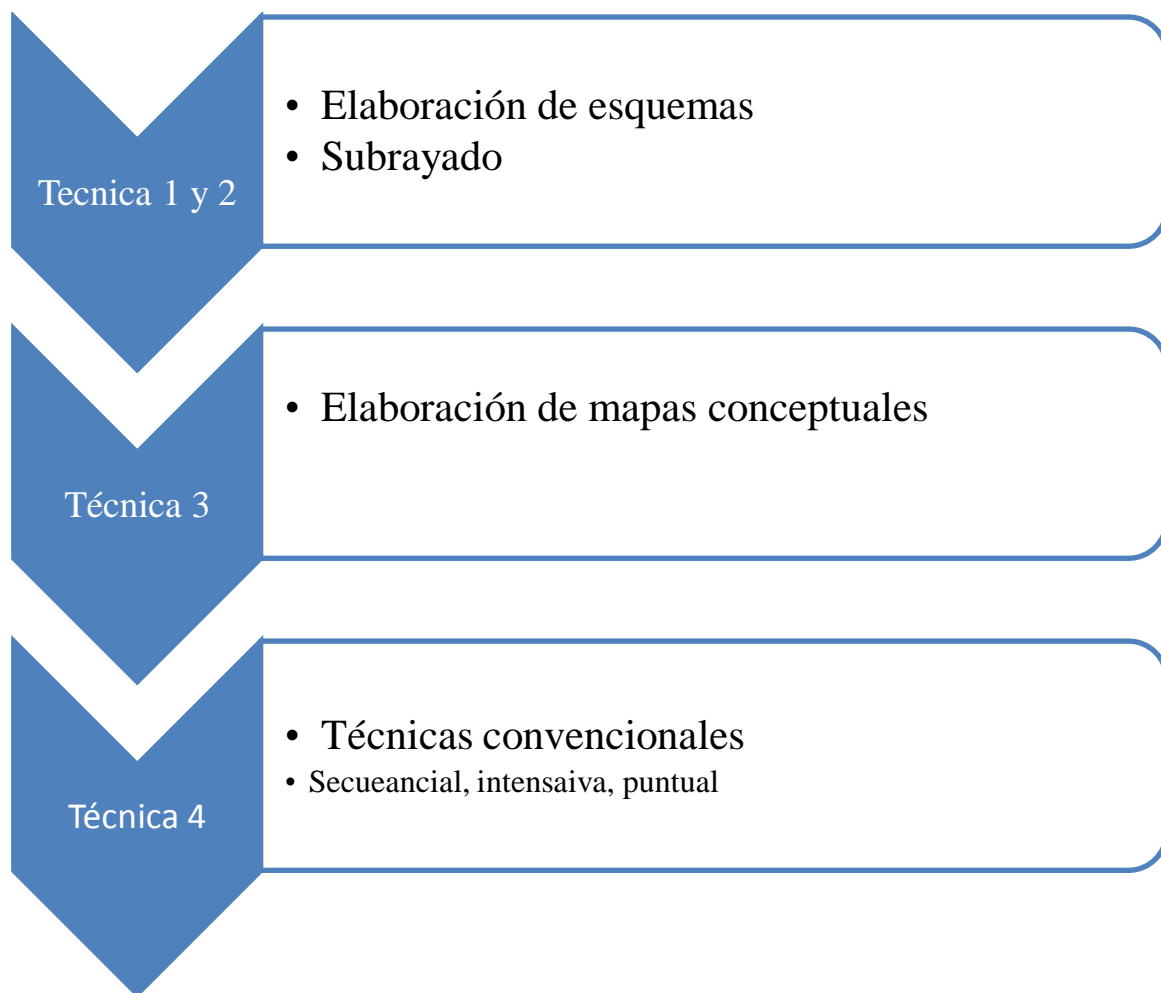 Tecnica 1 y 2
• Elaboración de esquemas
• Subrayado
Técnica 3
• Elaboración de mapas conceptuales
Técnica 4
• Técnicas convencionales
• Secueancial, intensaiva, puntual